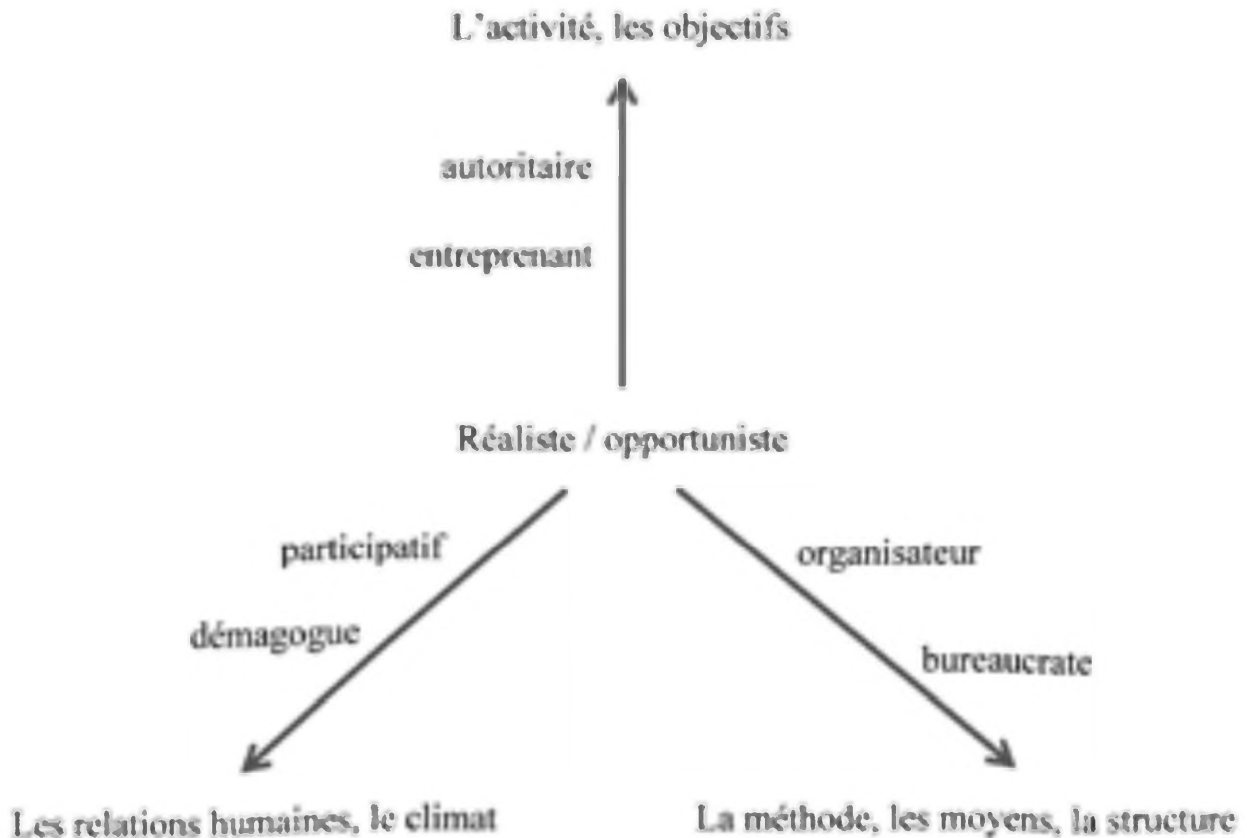 L'activité, les objectifs
autoritaire
entreprenant
Réaliste / opportuniste
participatif
organisateur
démagogue
bureaucrate
Les relations humaines, le climat
La méthode, les moyens, la structure